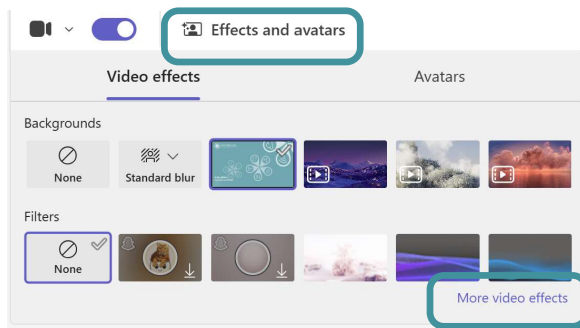 Effects and avatars
Video effects
Avatars
Backgrounds
None
Standard blur
Filters
None
More video effects